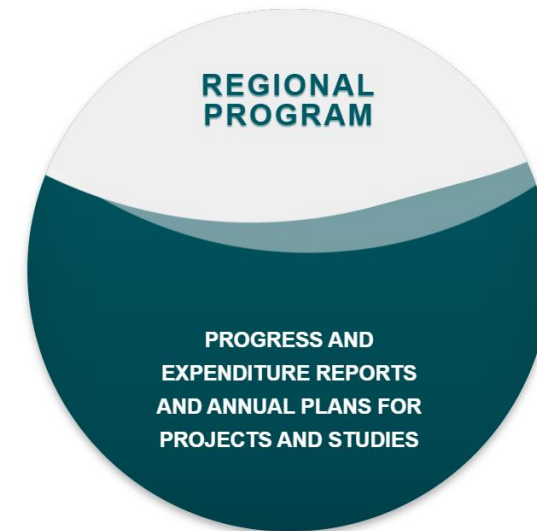 REGIONAL
PROGRAM
PROGRESS AND
EXPENDITURE REPORTS
AND ANNUAL PLANS FOR
PROJECTS AND STUDIES